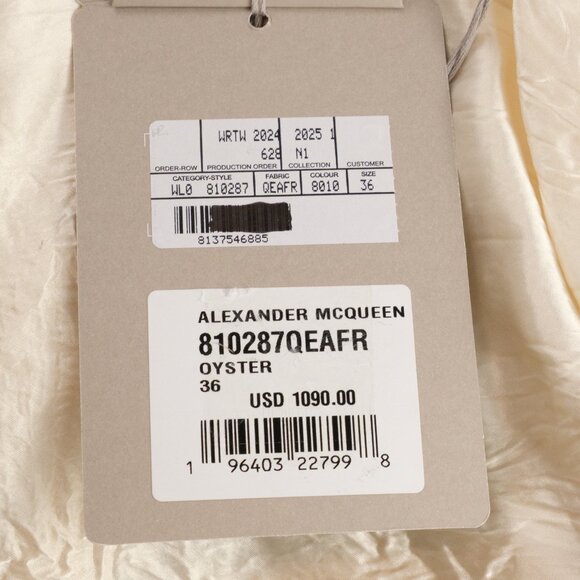 WRTW 2024 2025 1
628 N1
ORDER-ROW PRODUCTION ORDER COLLECTION CUSTOMER
CATEGORY-STYLE FABRIC COLOUR SIZE
WL0 810287 QEAFR 8010 36
8137546885
ALEXANDER MCQUEEN
810287QEAFR
OYSTER
36
USD 1090.00
1 96403 22799 8